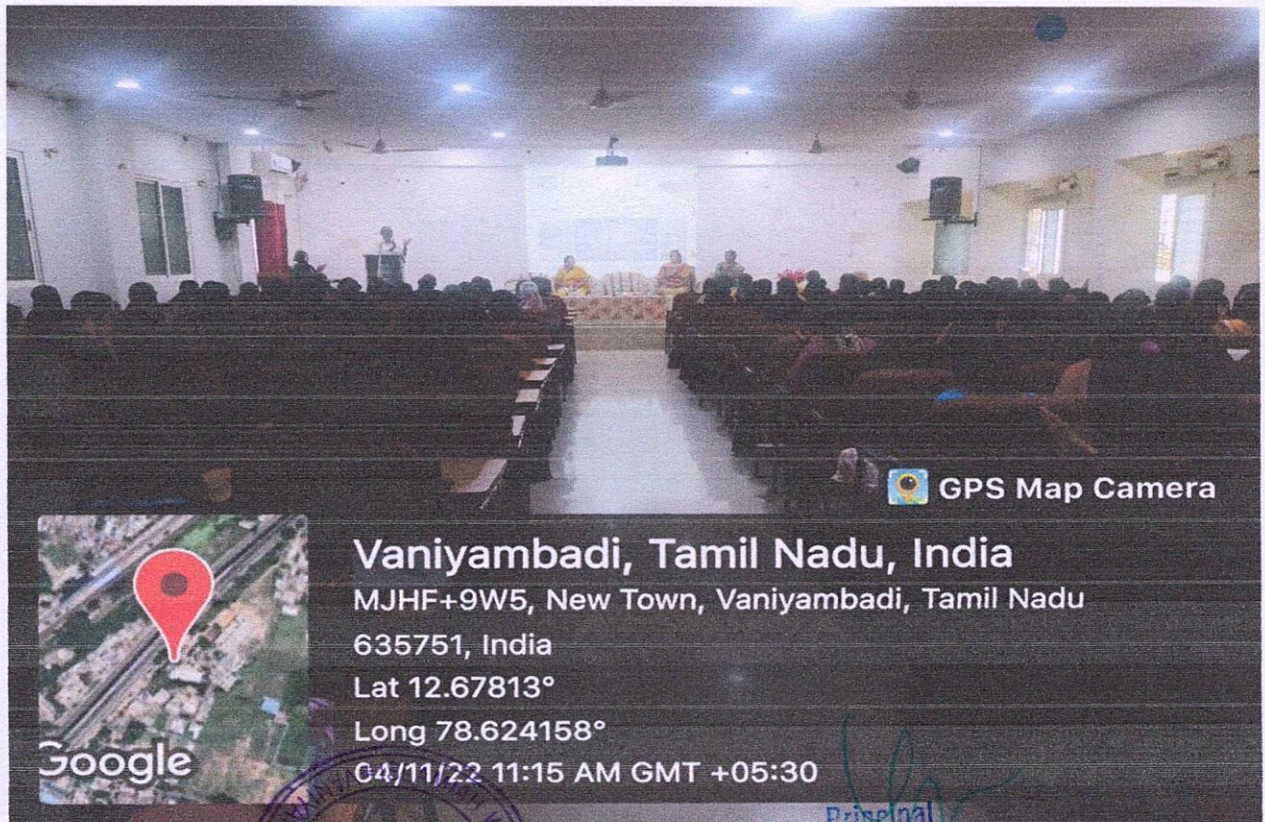 GPS Map Camera
Vaniyambadi, Tamil Nadu, India
MJHF+9W5, New Town, Vaniyambadi, Tamil Nadu
635751, India
Lat 12.67813°
Long 78.624158°
04/11/22 11:15 AM GMT +05:30
Google
Principal